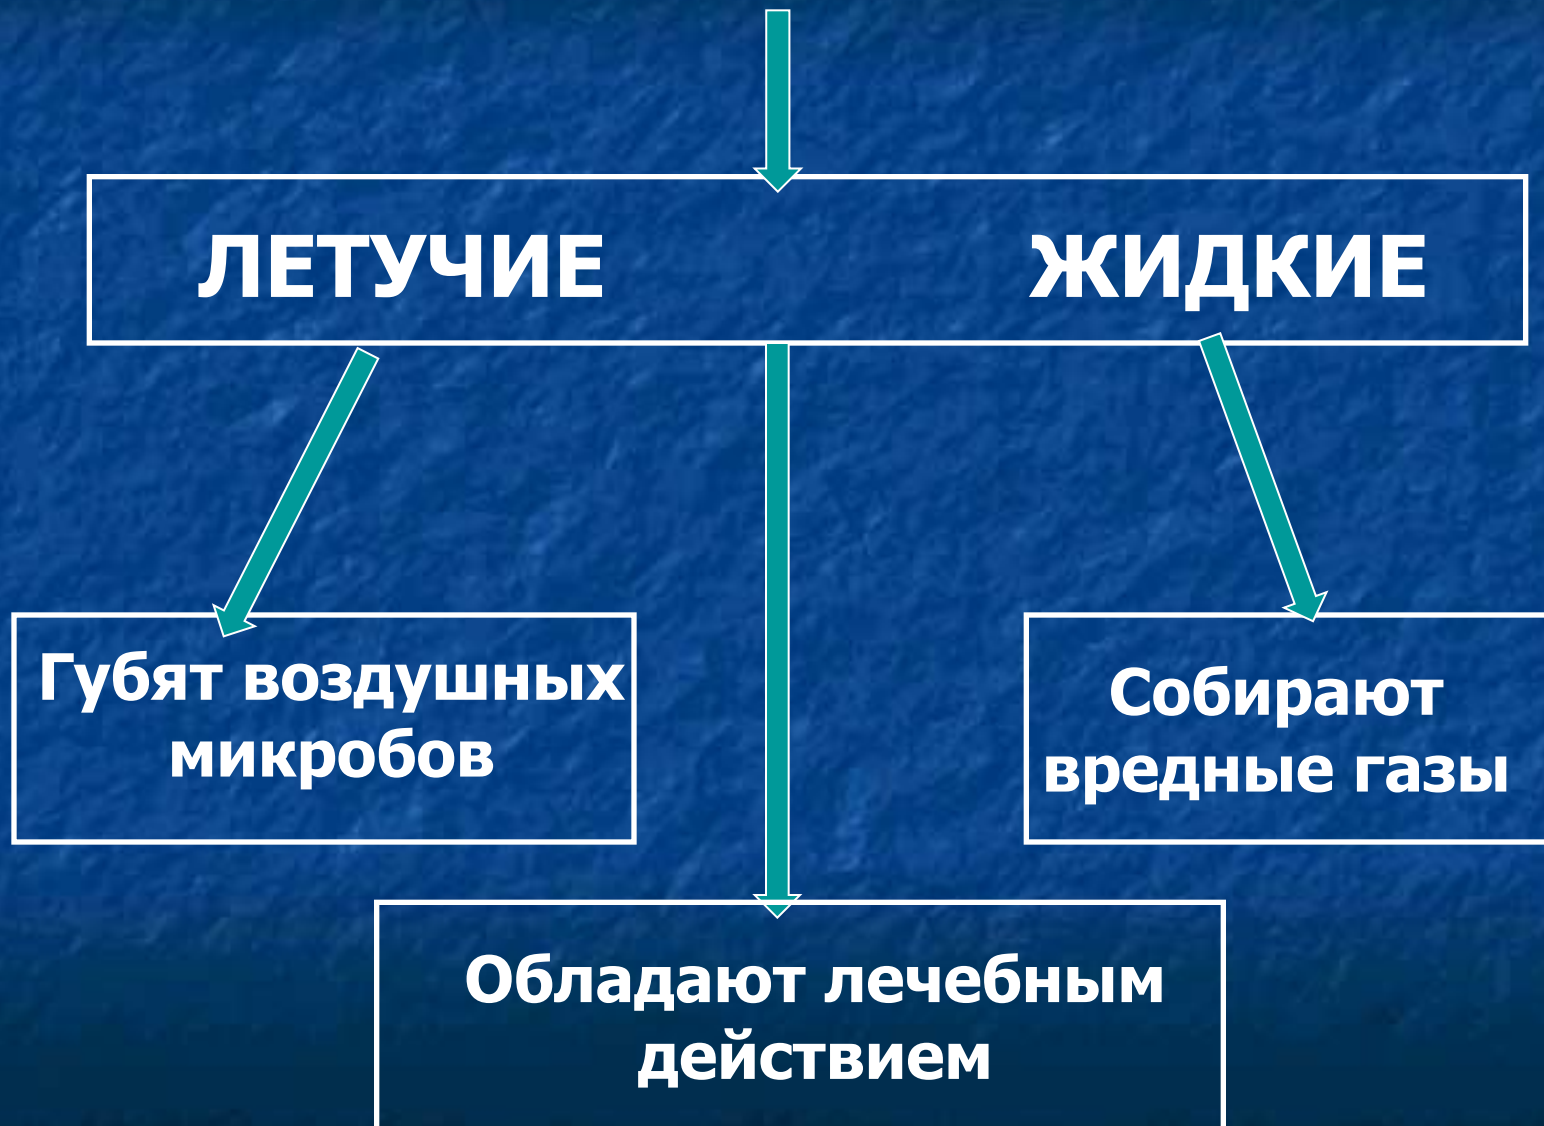 ЛЕТУЧИЕ ЖИДКИЕ
Губят воздушных
микробов
Собирают
вредные газы
Обладают лечебным
действием